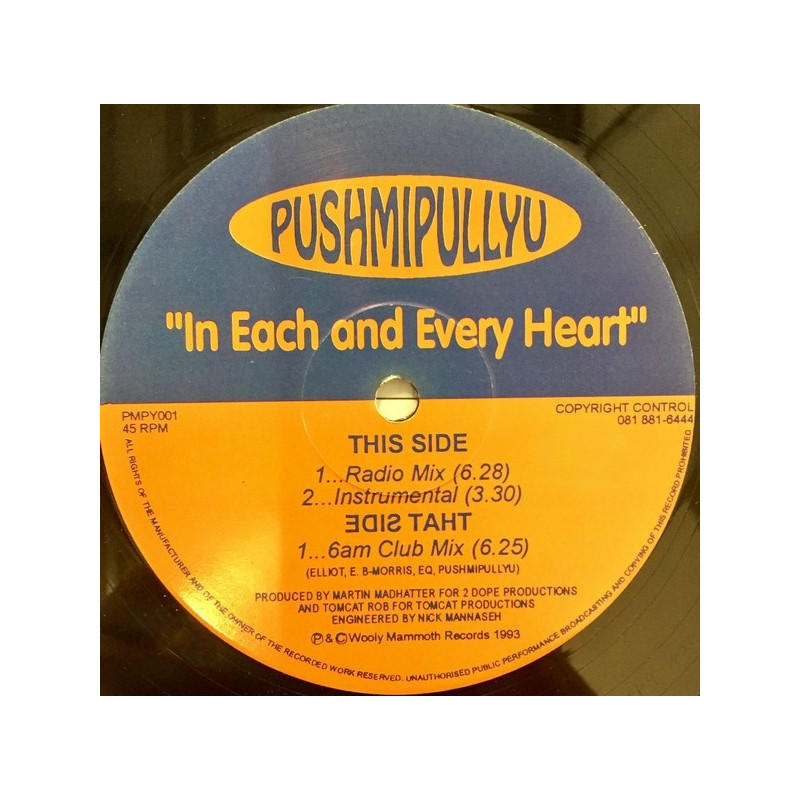 PUSHMIPULLYU
"In Each and Every Heart"
PMPY001
45 RPM
COPYRIGHT CONTROL
081 881-6444
THIS SIDE
1...Radio Mix (6.28)
2...Instrumental (3.30)
THAT SIDE
1...6am Club Mix (6.25)
(ELLIOT, E. B-MORRIS, EQ, PUSHMIPULLYU)
PRODUCED BY MARTIN MADHATTER FOR 2 DOPE PRODUCTIONS
AND TOMCAT ROB FOR TOMCAT PRODUCTIONS
ENGINEERED BY NICK MANNASEH
℗&©Wooly Mammoth Records 1993
ALL RIGHTS OF THE MANUFACTURER AND OF THE OWNER OF THE RECORDED WORK RESERVED. UNAUTHORISED PUBLIC PERFORMANCE BROADCASTING AND COPYING OF THIS RECORD PROHIBITED